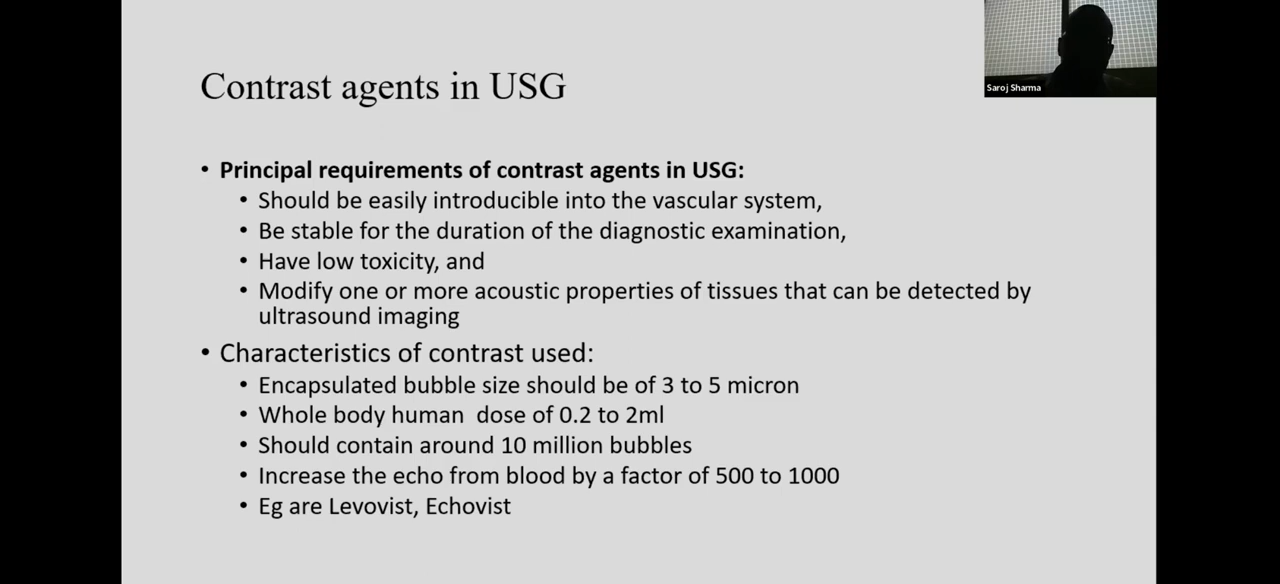 Saroj Sharma
Contrast agents in USG
• Principal requirements of contrast agents in USG:
• Should be easily introducible into the vascular system,
• Be stable for the duration of the diagnostic examination,
• Have low toxicity, and
• Modify one or more acoustic properties of tissues that can be detected by
ultrasound imaging
• Characteristics of contrast used:
• Encapsulated bubble size should be of 3 to 5 micron
• Whole body human  dose of 0.2 to 2ml
• Should contain around 10 million bubbles
• Increase the echo from blood by a factor of 500 to 1000
• Eg are Levovist, Echovist